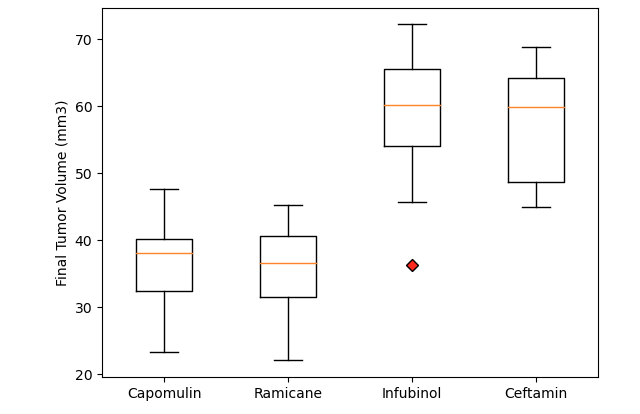 Final Tumor Volume (mm3)
70
60
50
40
30
20
Capomulin
Ramicane
Infubinol
Ceftamin